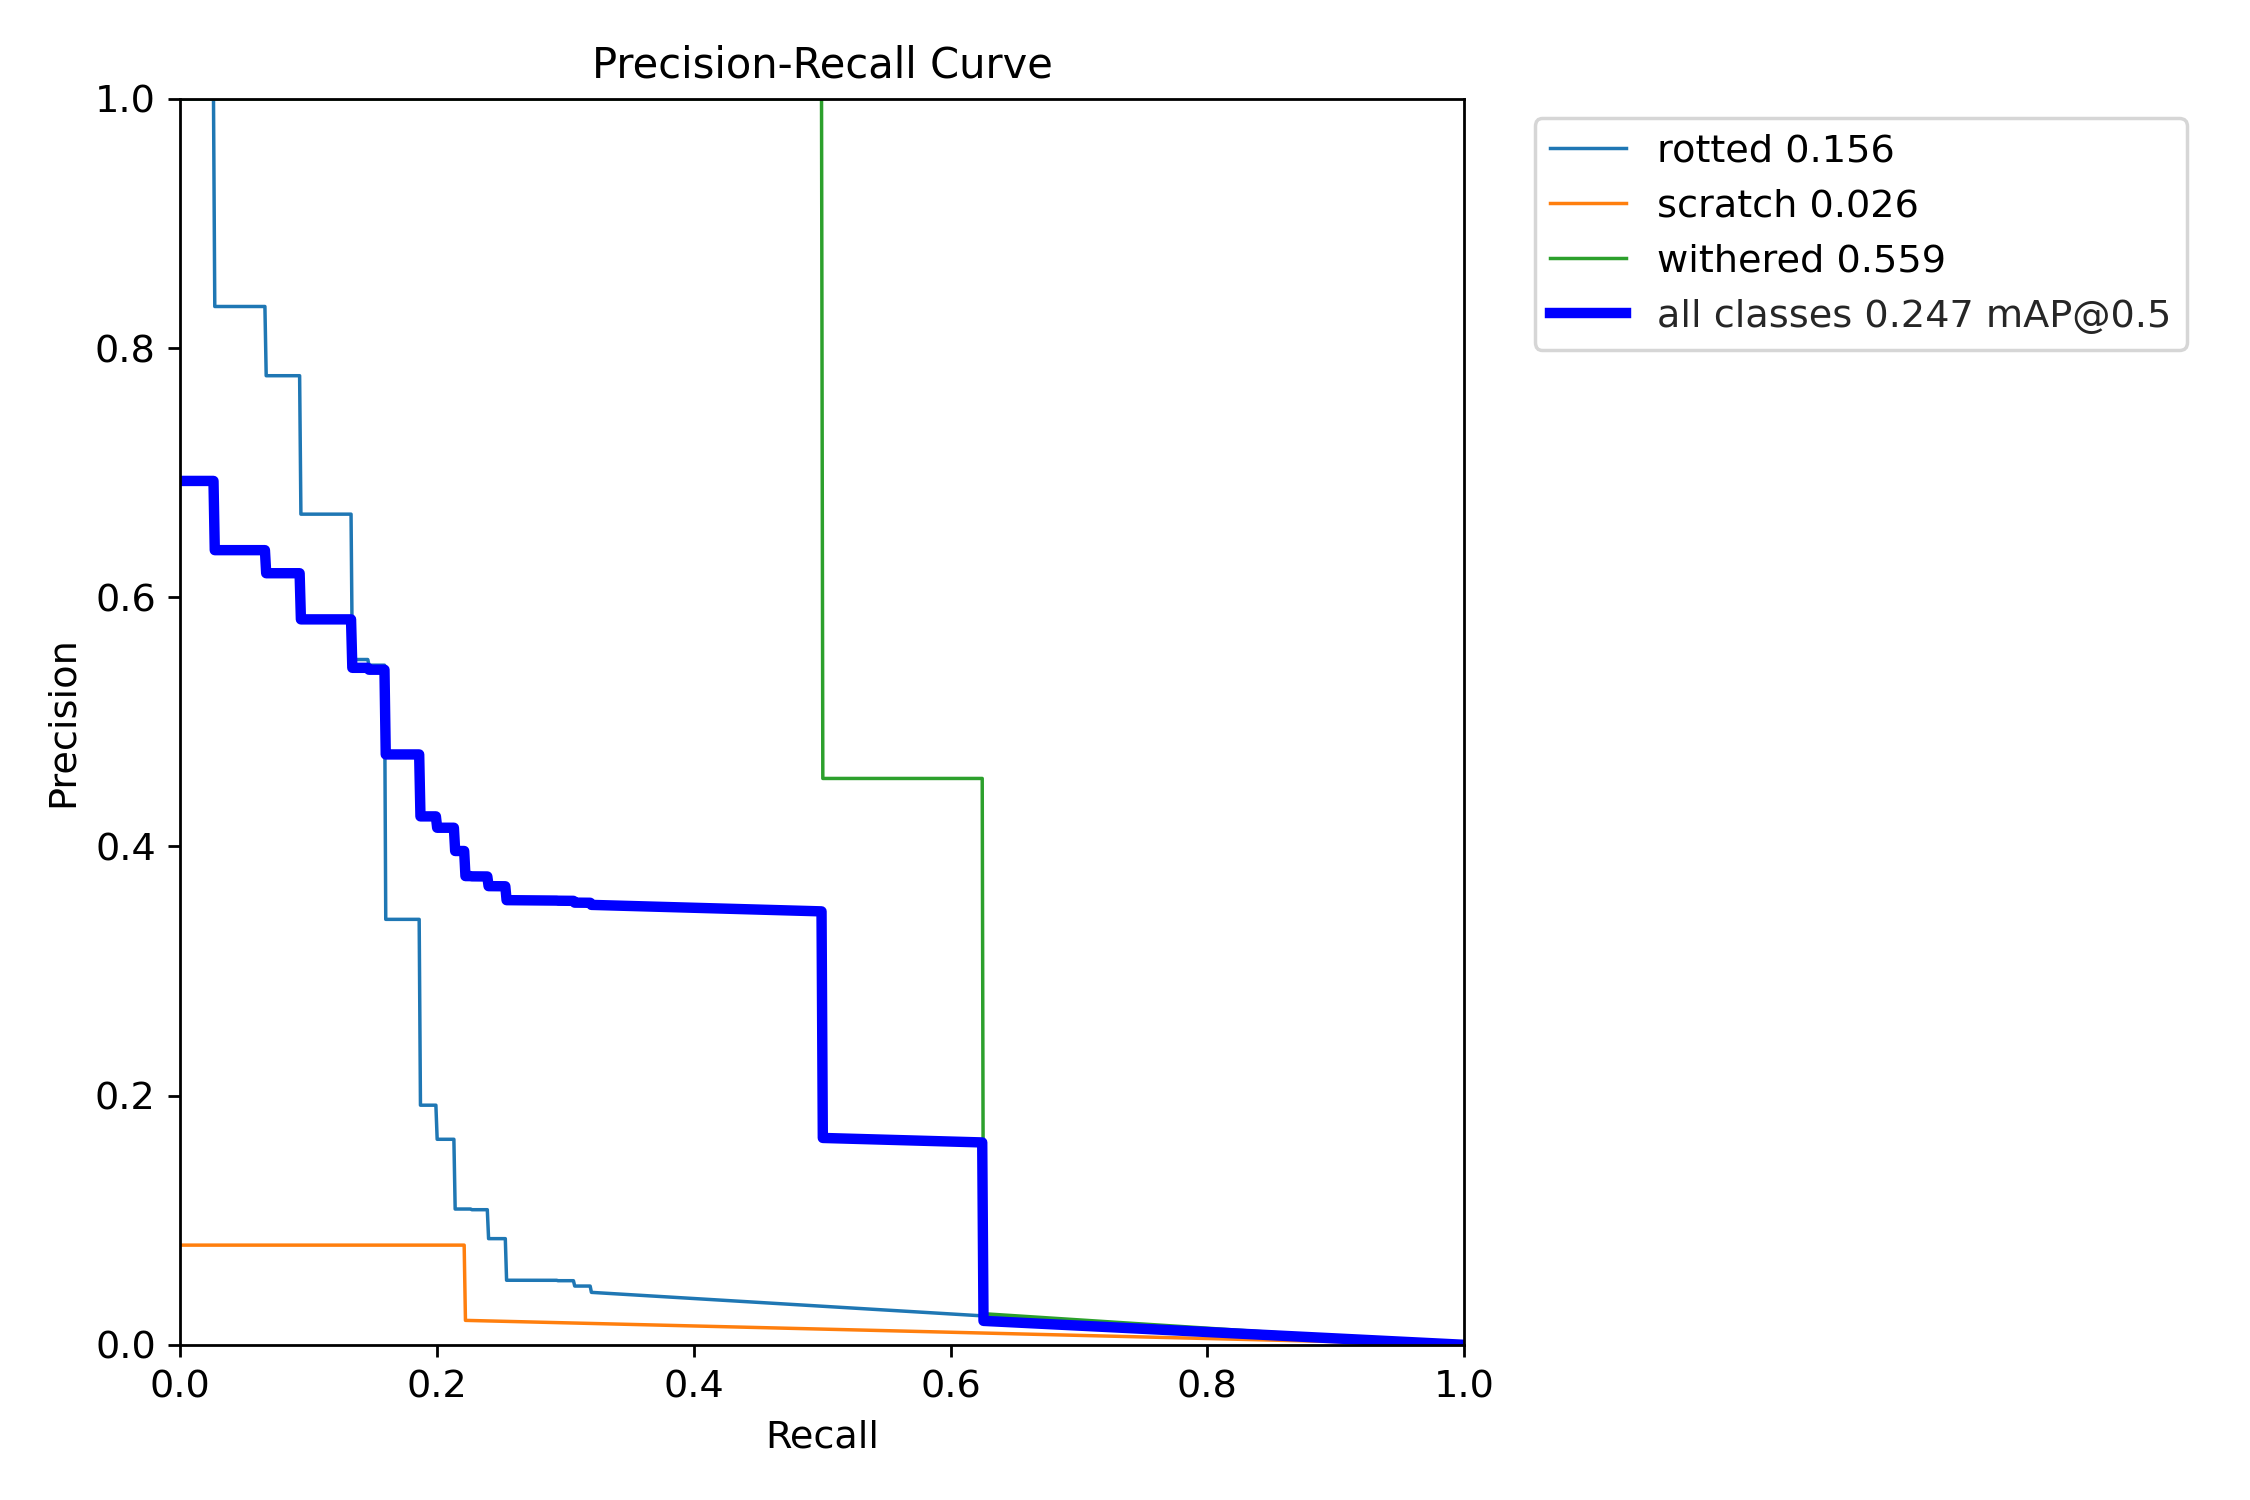 Precision-Recall Curve
1.0
0.8
0.6
0.4
0.2
0.0
Precision
0.0 0.2 0.4 0.6 0.8 1.0
Recall
rotted 0.156
scratch 0.026
withered 0.559
all classes 0.247 mAP@0.5